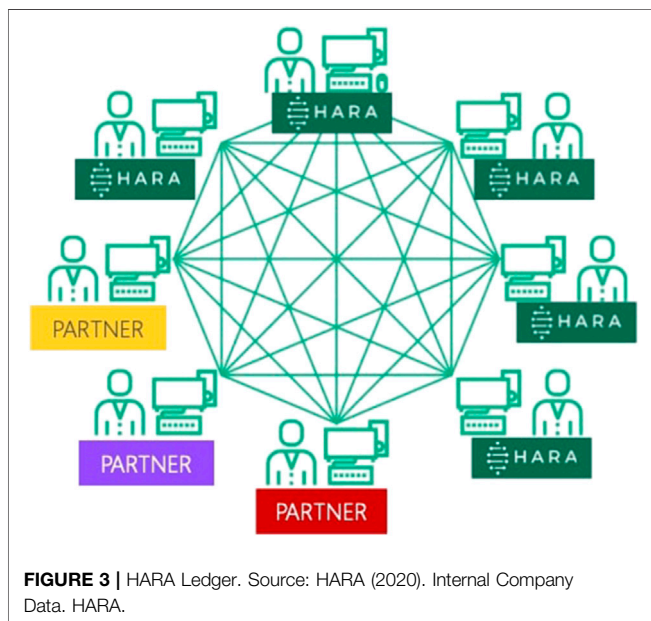 HARA
HARA
HARA
PARTNER
HARA
PARTNER
HARA
PARTNER
FIGURE 3 | HARA Ledger. Source: HARA (2020). Internal Company
Data. HARA.